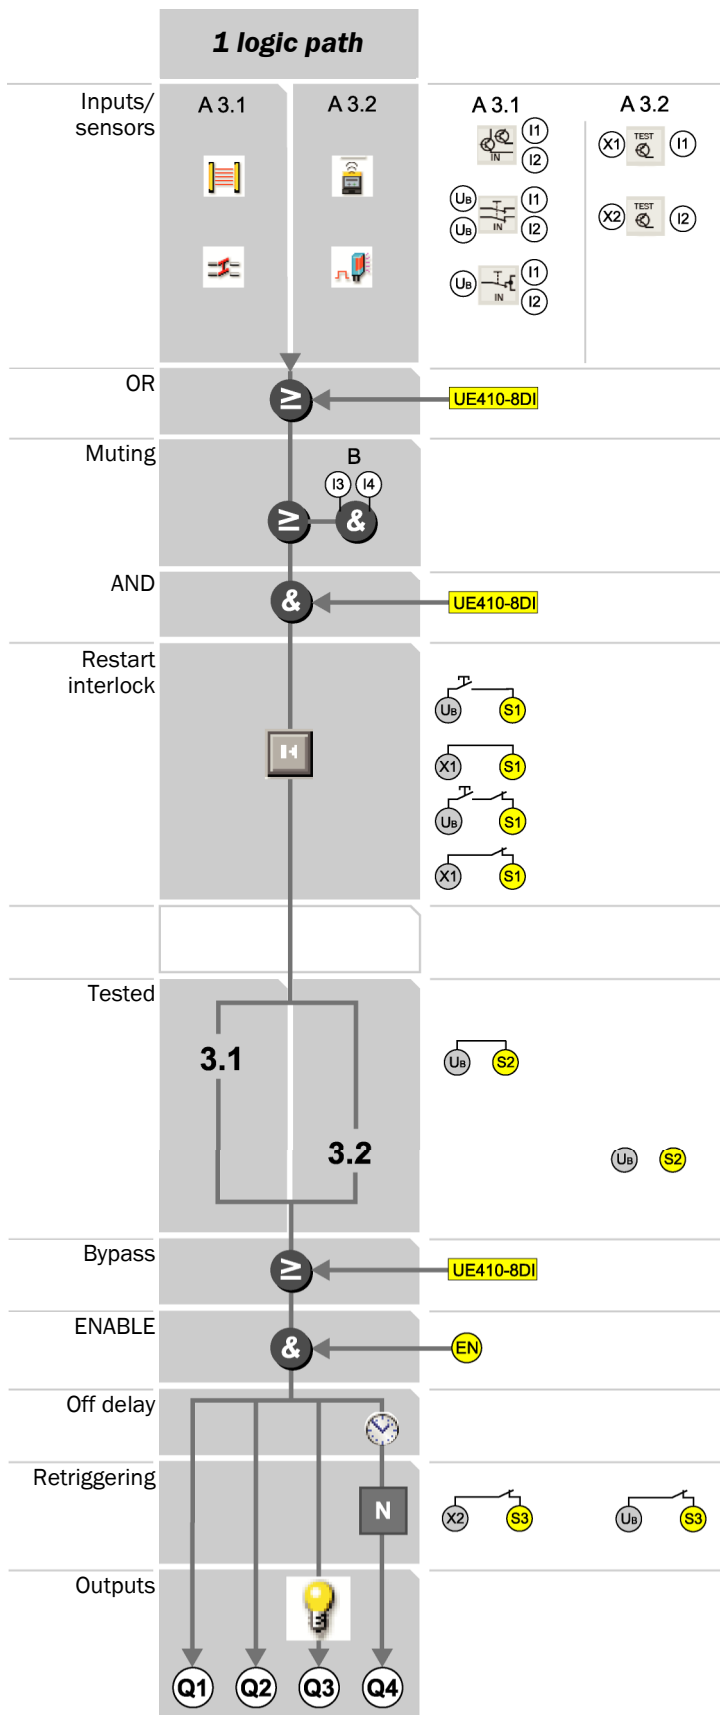 1 logic path
Inputs/
sensors
A 3.1
A 3.2
A 3.1
A 3.2
IN
I1
I2
UB
UB
IN
I1
I2
UB
IN
I1
I2
X1
TEST
I1
X2
TEST
I2
OR
≥
UE410-8DI
Muting
B
I3
I4
≥
&
AND
&
UE410-8DI
Restart
interlock
UB
S1
X1
S1
UB
S1
X1
S1
Tested
3.1
UB
S2
3.2
UB
S2
Bypass
≥
UE410-8DI
ENABLE
&
EN
Off delay
Retriggering
N
X2
S3
UB
S3
Outputs
Q1
Q2
Q3
Q4